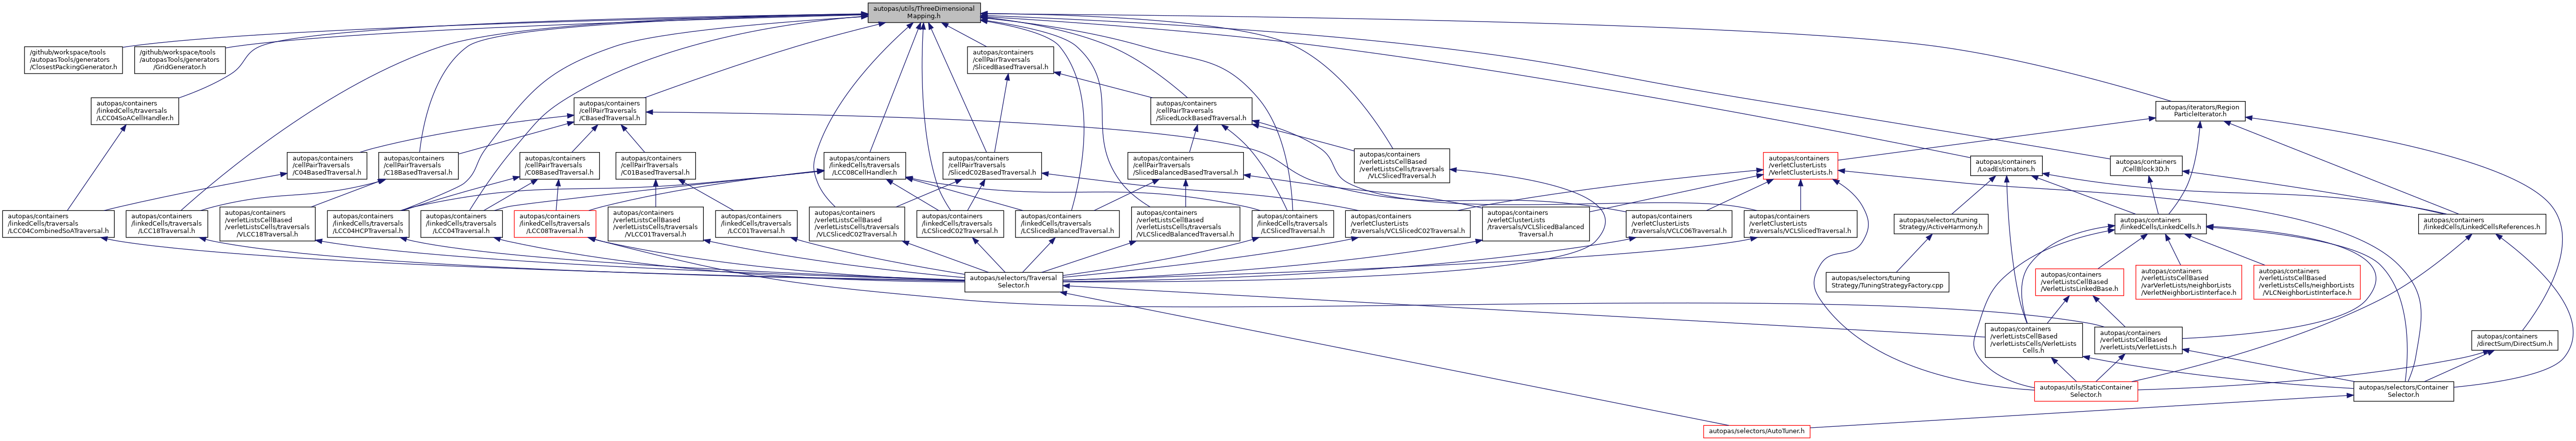 autopas/utils/ThreeDimensional
Mapping.h
/github/workspace/tools
/autopasTools/generators
/ClosestPackingGenerator.h
/github/workspace/tools
/autopasTools/generators
/GridGenerator.h
autopas/containers
/cellPairTraversals
/SlicedBasedTraversal.h
autopas/containers
/linkedCells/traversals
/LCC04SoACellHandler.h
autopas/containers
/cellPairTraversals
/CBasedTraversal.h
autopas/containers
/cellPairTraversals
/SlicedLockBasedTraversal.h
autopas/iterators/Region
ParticleIterator.h
autopas/containers
/cellPairTraversals
/C04BasedTraversal.h
autopas/containers
/cellPairTraversals
/C18BasedTraversal.h
autopas/containers
/cellPairTraversals
/C08BasedTraversal.h
autopas/containers
/cellPairTraversals
/C01BasedTraversal.h
autopas/containers
/linkedCells/traversals
/LCC08CellHandler.h
autopas/containers
/cellPairTraversals
/SlicedC02BasedTraversal.h
autopas/containers
/cellPairTraversals
/SlicedBalancedBasedTraversal.h
autopas/containers
/verletListsCellBased
/verletListsCells/traversals
/VLCSlicedTraversal.h
autopas/containers
/verletClusterLists
/VerletClusterLists.h
autopas/containers
/LoadEstimators.h
autopas/containers
/CellBlock3D.h
autopas/containers
/linkedCells/traversals
/LCC04CombinedSoATraversal.h
autopas/containers
/linkedCells/traversals
/LCC18Traversal.h
autopas/containers
/verletListsCellBased
/verletListsCells/traversals
/VLCC18Traversal.h
autopas/containers
/linkedCells/traversals
/LCC04HCPTraversal.h
autopas/containers
/linkedCells/traversals
/LCC04Traversal.h
autopas/containers
/linkedCells/traversals
/LCC08Traversal.h
autopas/containers
/verletListsCellBased
/verletListsCells/traversals
/VLCC01Traversal.h
autopas/containers
/linkedCells/traversals
/LCC01Traversal.h
autopas/containers
/verletListsCellBased
/verletListsCells/traversals
/VLCSlicedC02Traversal.h
autopas/containers
/linkedCells/traversals
/LCSlicedC02Traversal.h
autopas/containers
/linkedCells/traversals
/LCSlicedBalancedTraversal.h
autopas/containers
/verletListsCellBased
/verletListsCells/traversals
/VLCSlicedBalancedTraversal.h
autopas/containers
/linkedCells/traversals
/LCSlicedTraversal.h
autopas/containers
/verletClusterLists
/traversals/VCLSlicedC02Traversal.h
autopas/containers
/verletClusterLists
/traversals/VCLSlicedBalanced
Traversal.h
autopas/containers
/verletClusterLists
/traversals/VCLC06Traversal.h
autopas/containers
/verletClusterLists
/traversals/VCLSlicedTraversal.h
autopas/selectors/tuning
Strategy/ActiveHarmony.h
autopas/containers
/linkedCells/LinkedCells.h
autopas/containers
/linkedCells/LinkedCellsReferences.h
autopas/selectors/Traversal
Selector.h
autopas/selectors/tuning
Strategy/TuningStrategyFactory.cpp
autopas/containers
/verletListsCellBased
/VerletListsLinkedBase.h
autopas/containers
/verletListsCellBased
/varVerletLists/neighborLists
/VerletNeighborListInterface.h
autopas/containers
/verletListsCellBased
/verletListsCells/neighborLists
/VLCNeighborListInterface.h
autopas/containers
/verletListsCellBased
/verletListsCells/VerletLists
Cells.h
autopas/containers
/verletListsCellBased
/verletLists/VerletLists.h
autopas/containers
/directSum/DirectSum.h
autopas/utils/StaticContainer
Selector.h
autopas/selectors/Container
Selector.h
autopas/selectors/AutoTuner.h